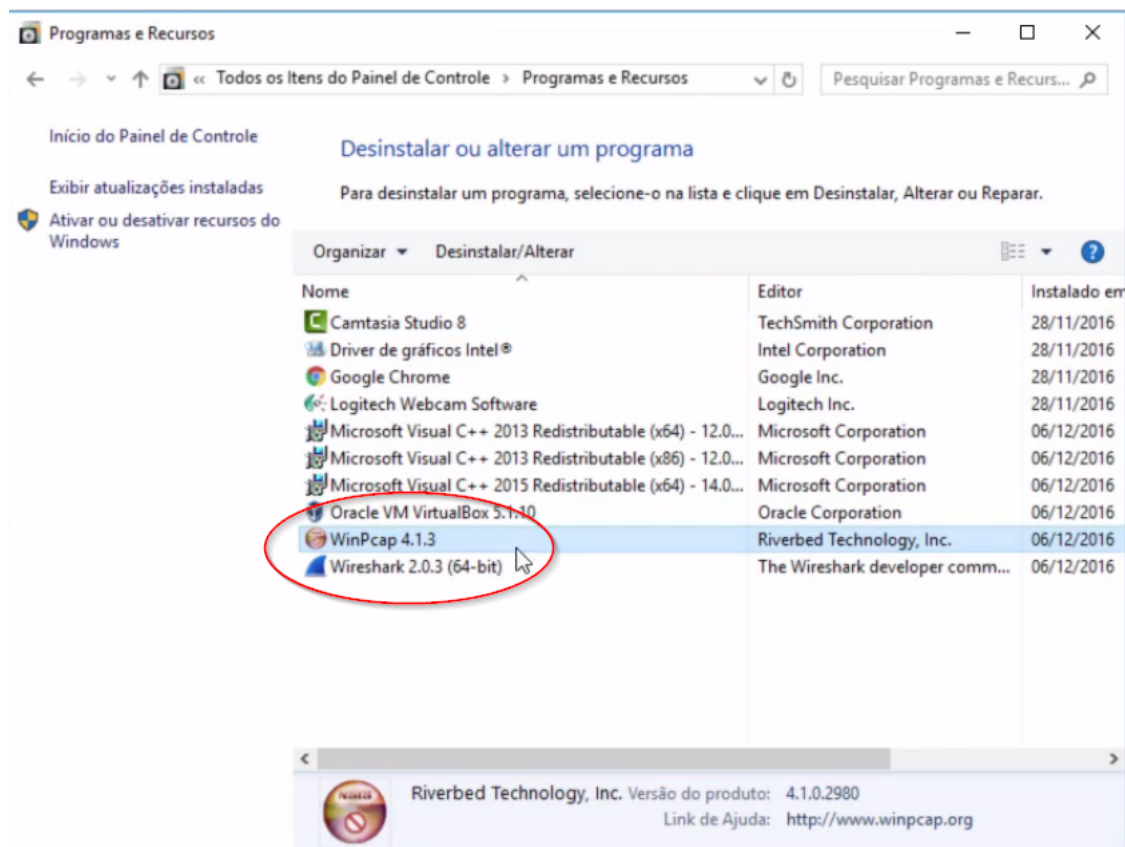 Programas e Recursos
« Todos os Itens do Painel de Controle > Programas e Recursos
Pesquisar Programas e Recurs...
Início do Painel de Controle
Exibir atualizações instaladas
Ativar ou desativar recursos do
Windows
Desinstalar ou alterar um programa
Para desinstalar um programa, selecione-o na lista e clique em Desinstalar, Alterar ou Reparar.
Organizar Desinstalar/Alterar
Nome Editor Instalado em
Camtasia Studio 8 TechSmith Corporation 28/11/2016
Driver de gráficos Intel® Intel Corporation 28/11/2016
Google Chrome Google Inc. 28/11/2016
Logitech Webcam Software Logitech Inc. 28/11/2016
Microsoft Visual C++ 2013 Redistributable (x64) - 12.0... Microsoft Corporation 06/12/2016
Microsoft Visual C++ 2013 Redistributable (x86) - 12.0... Microsoft Corporation 06/12/2016
Microsoft Visual C++ 2015 Redistributable (x64) - 14.0... Microsoft Corporation 06/12/2016
Oracle VM VirtualBox 5.1.10 Oracle Corporation 06/12/2016
WinPcap 4.1.3 Riverbed Technology, Inc. 06/12/2016
Wireshark 2.0.3 (64-bit) The Wireshark developer comm... 06/12/2016
Riverbed Technology, Inc. Versão do produto: 4.1.0.2980
Link de Ajuda: http://www.winpcap.org